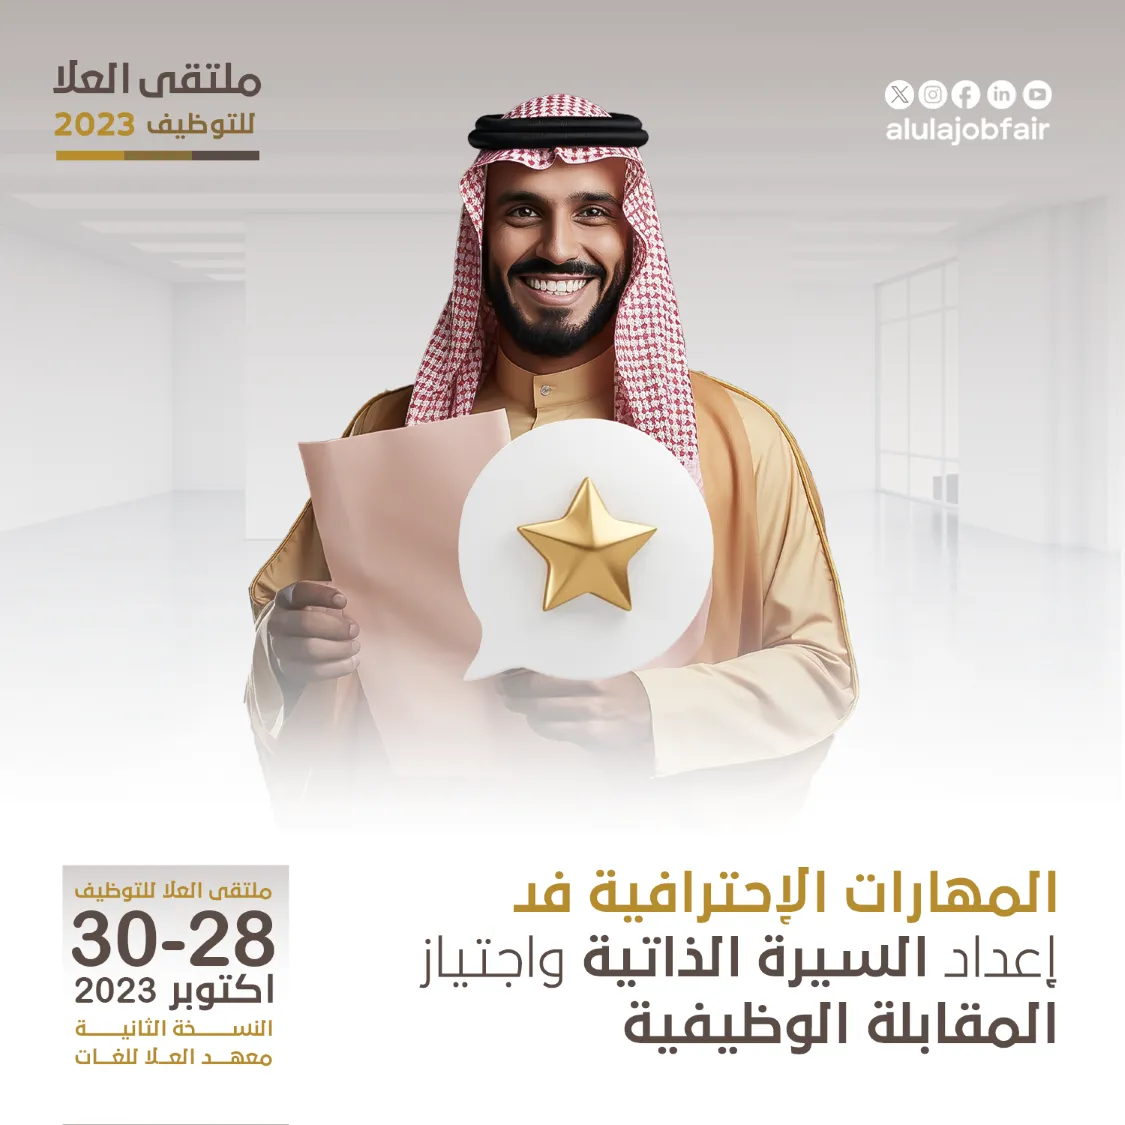 ملتقى العلا
للتوظيف 2023
alulajobfair
المهارات الإحترافية في
إعداد السيرة الذاتية واجتياز
المقابلة الوظيفية
ملتقى العلا للتوظيف
30-28
اكتوبر 2023
النسخة الثانية
معهد العلا للغات